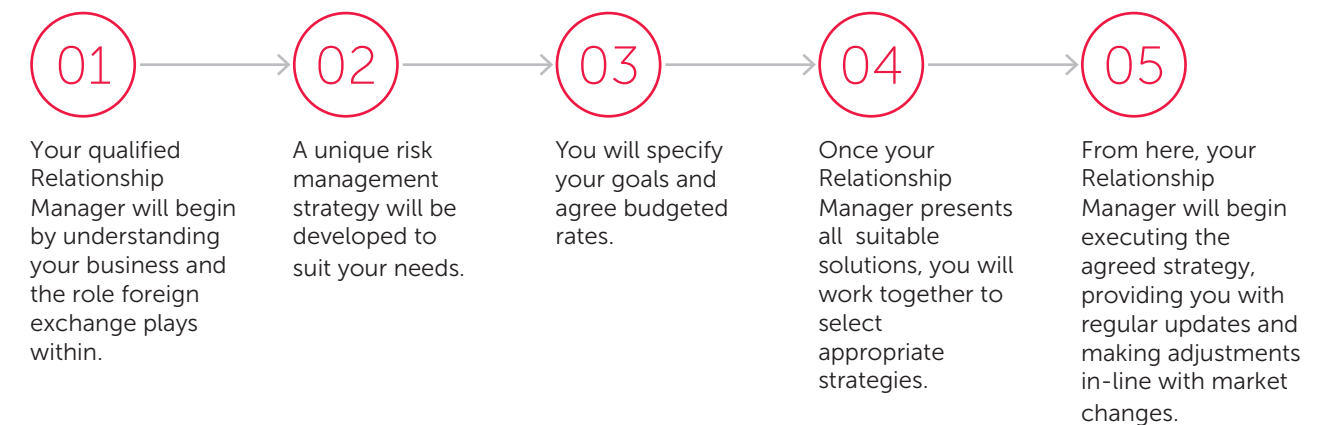 01
Your qualified
Relationship
Manager will begin
by understanding
your business and
the role foreign
exchange plays
within.
02
A unique risk
management
strategy will be
developed to
suit your needs.
03
You will specify
your goals and
agree budgeted
rates.
04
Once your
Relationship
Manager presents
all  suitable
solutions, you will
work together to
select
appropriate
strategies.
05
From here, your
Relationship
Manager will begin
executing the
agreed strategy,
providing you with
regular updates and
making adjustments
in-line with market
changes.